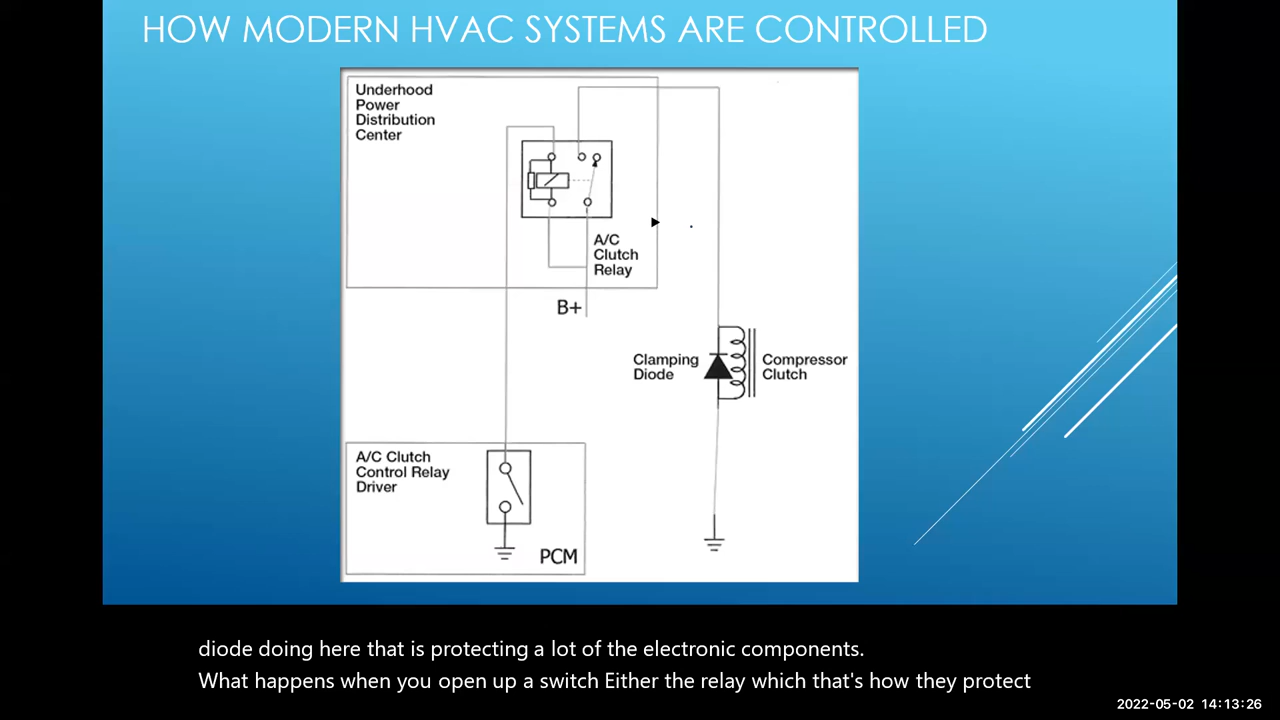 HOW MODERN HVAC SYSTEMS ARE CONTROLLED
Underhood
Power
Distribution
Center
A/C
Clutch
Relay
B+
Clamping
Diode
Compressor
Clutch
A/C Clutch
Control Relay
Driver
PCM
diode doing here that is protecting a lot of the electronic components.
What happens when you open up a switch Either the relay which that's how they protect
2022-05-02 14:13:26